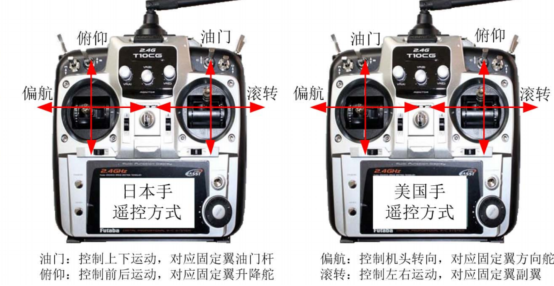 俯仰
油门
2.4G
T10CG
偏航
滚转
2.4GHz
日本手
遥控方式
Futaba
油门
俯仰
2.4G
T10CG
偏航
滚转
2.4GHz
美国手
遥控方式
Futaba
油门：控制上下运动，对应固定翼油门杆
俯仰：控制前后运动，对应固定翼升降舵
偏航：控制机头转向，对应固定翼方向舵
滚转：控制左右运动，对应固定翼副翼